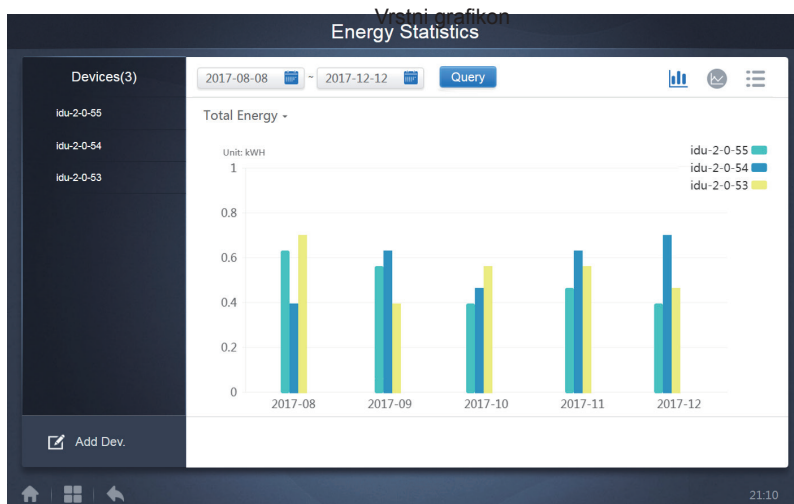 Vrstni grafikon
Energy Statistics
Devices(3)
idu-2-0-55
idu-2-0-54
idu-2-0-53
Add Dev.
2017-08-08 ~ 2017-12-12 Query
Total Energy
Unit: kWH
idu-2-0-55
idu-2-0-54
idu-2-0-53
1
0.8
0.6
0.4
0.2
0
2017-08 2017-09 2017-10 2017-11 2017-12
21:10